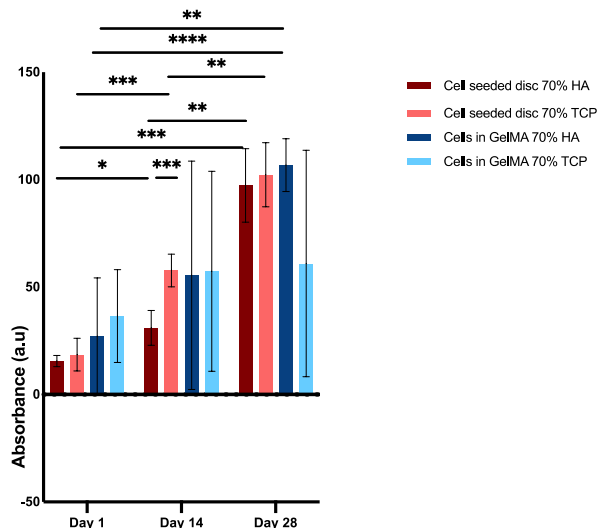 **
****
**
***
**
***
*
***
150
100
50
0
-50
Absorbance (a.u)
Day 1
Day 14
Day 28
Cell seeded disc 70% HA
Cell seeded disc 70% TCP
Cells in GelMA 70% HA
Cells in GelMA 70% TCP